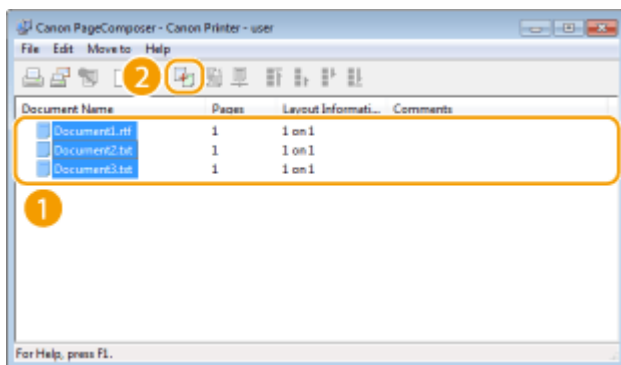 Canon PageComposer - Canon Printer - user
File Edit Move to Help
2
Document Name Pages Layout Informati... Comments
Document1.rtf 1 1 on 1
Document2.txt 1 1 on 1
Document3.txt 1 1 on 1
1
For Help, press F1.